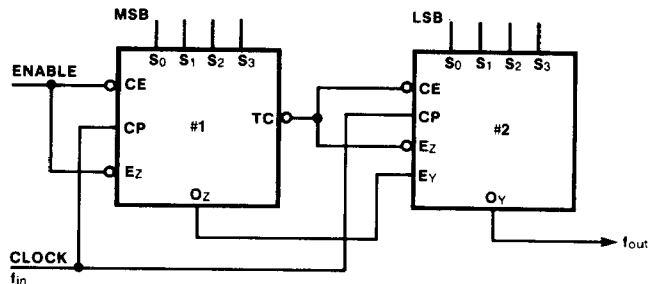 MSB
S0 S1 S2 S3
LSB
S0 S1 S2 S3
ENABLE
CE
CP
EZ
#1
TC
OZ
CE
CP
EZ
EY
#2
OY
CLOCK
fin
fout